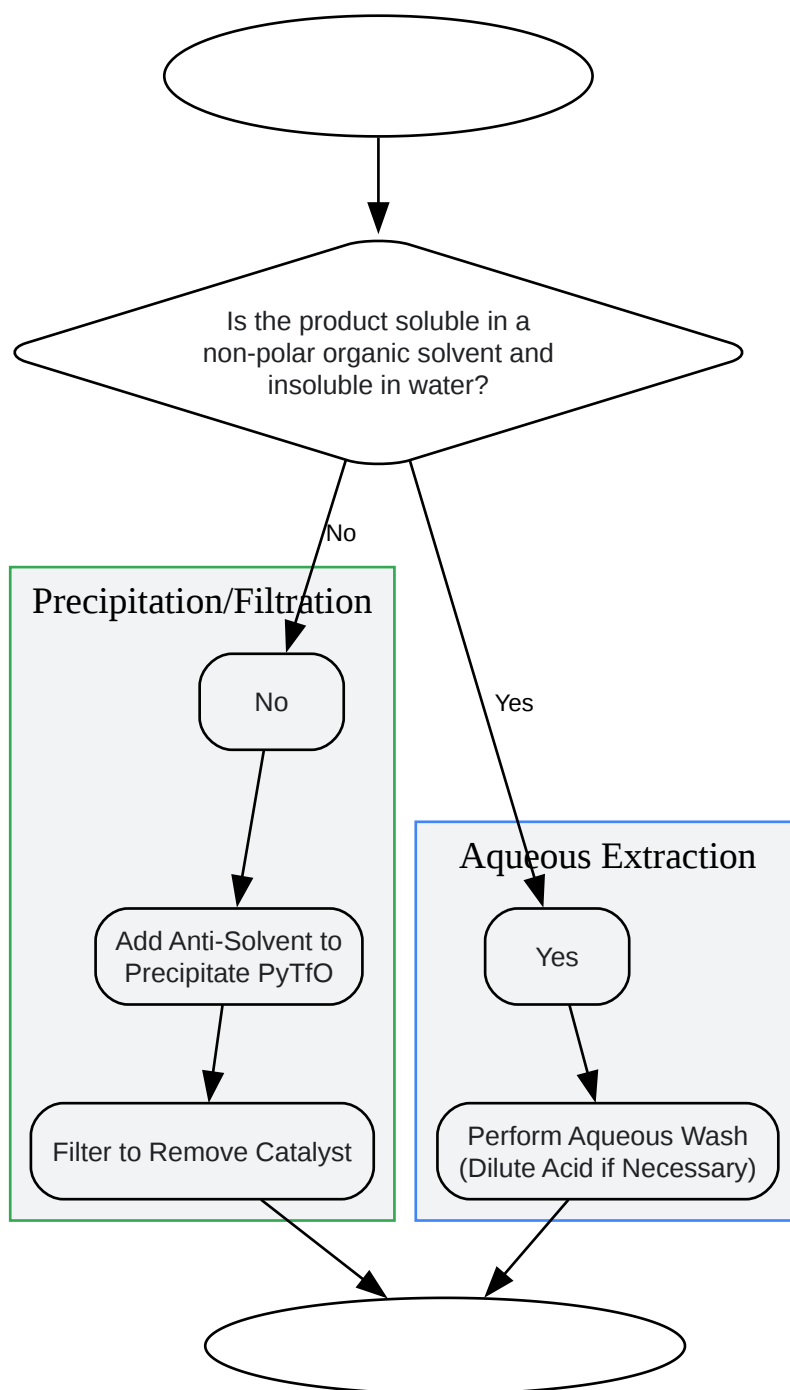 Is the product soluble in a
non-polar organic solvent and
insoluble in water?
No
Precipitation/Filtration
No
Yes
Aqueous Extraction
Add Anti-Solvent to
Precipitate PyTfO
Yes
Filter to Remove Catalyst
Perform Aqueous Wash
(Dilute Acid if Necessary)